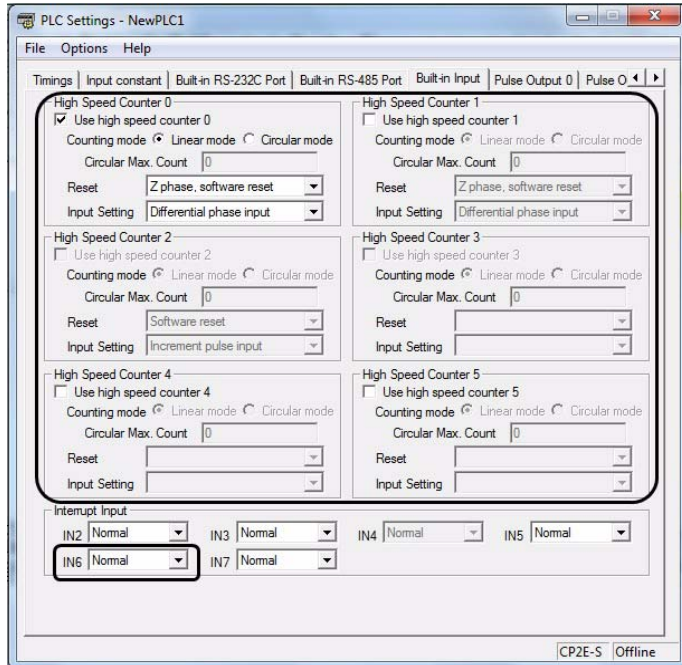 PLC Settings - NewPLC1
File Options Help
Timings Input constant Built-in RS-232C Port Built-in RS-485 Port Built-in Input Pulse Output 0 Pulse O
High Speed Counter 0
Use high speed counter 0
Counting mode Linear mode Circular mode
Circular Max. Count 0
Reset Z phase, software reset
Input Setting Differential phase input
High Speed Counter 1
Use high speed counter 1
Counting mode Linear mode Circular mode
Circular Max. Count 0
Reset Z phase, software reset
Input Setting Differential phase input
High Speed Counter 2
Use high speed counter 2
Counting mode Linear mode Circular mode
Circular Max. Count 0
Reset Software reset
Input Setting Increment pulse input
High Speed Counter 3
Use high speed counter 3
Counting mode Linear mode Circular mode
Circular Max. Count 0
Reset
Input Setting
High Speed Counter 4
Use high speed counter 4
Counting mode Linear mode Circular mode
Circular Max. Count 0
Reset
Input Setting
High Speed Counter 5
Use high speed counter 5
Counting mode Linear mode Circular mode
Circular Max. Count 0
Reset
Input Setting
Interrupt Input
IN2 Normal IN3 Normal IN4 Normal IN5 Normal
IN6 Normal IN7 Normal
CP2E-S Offline